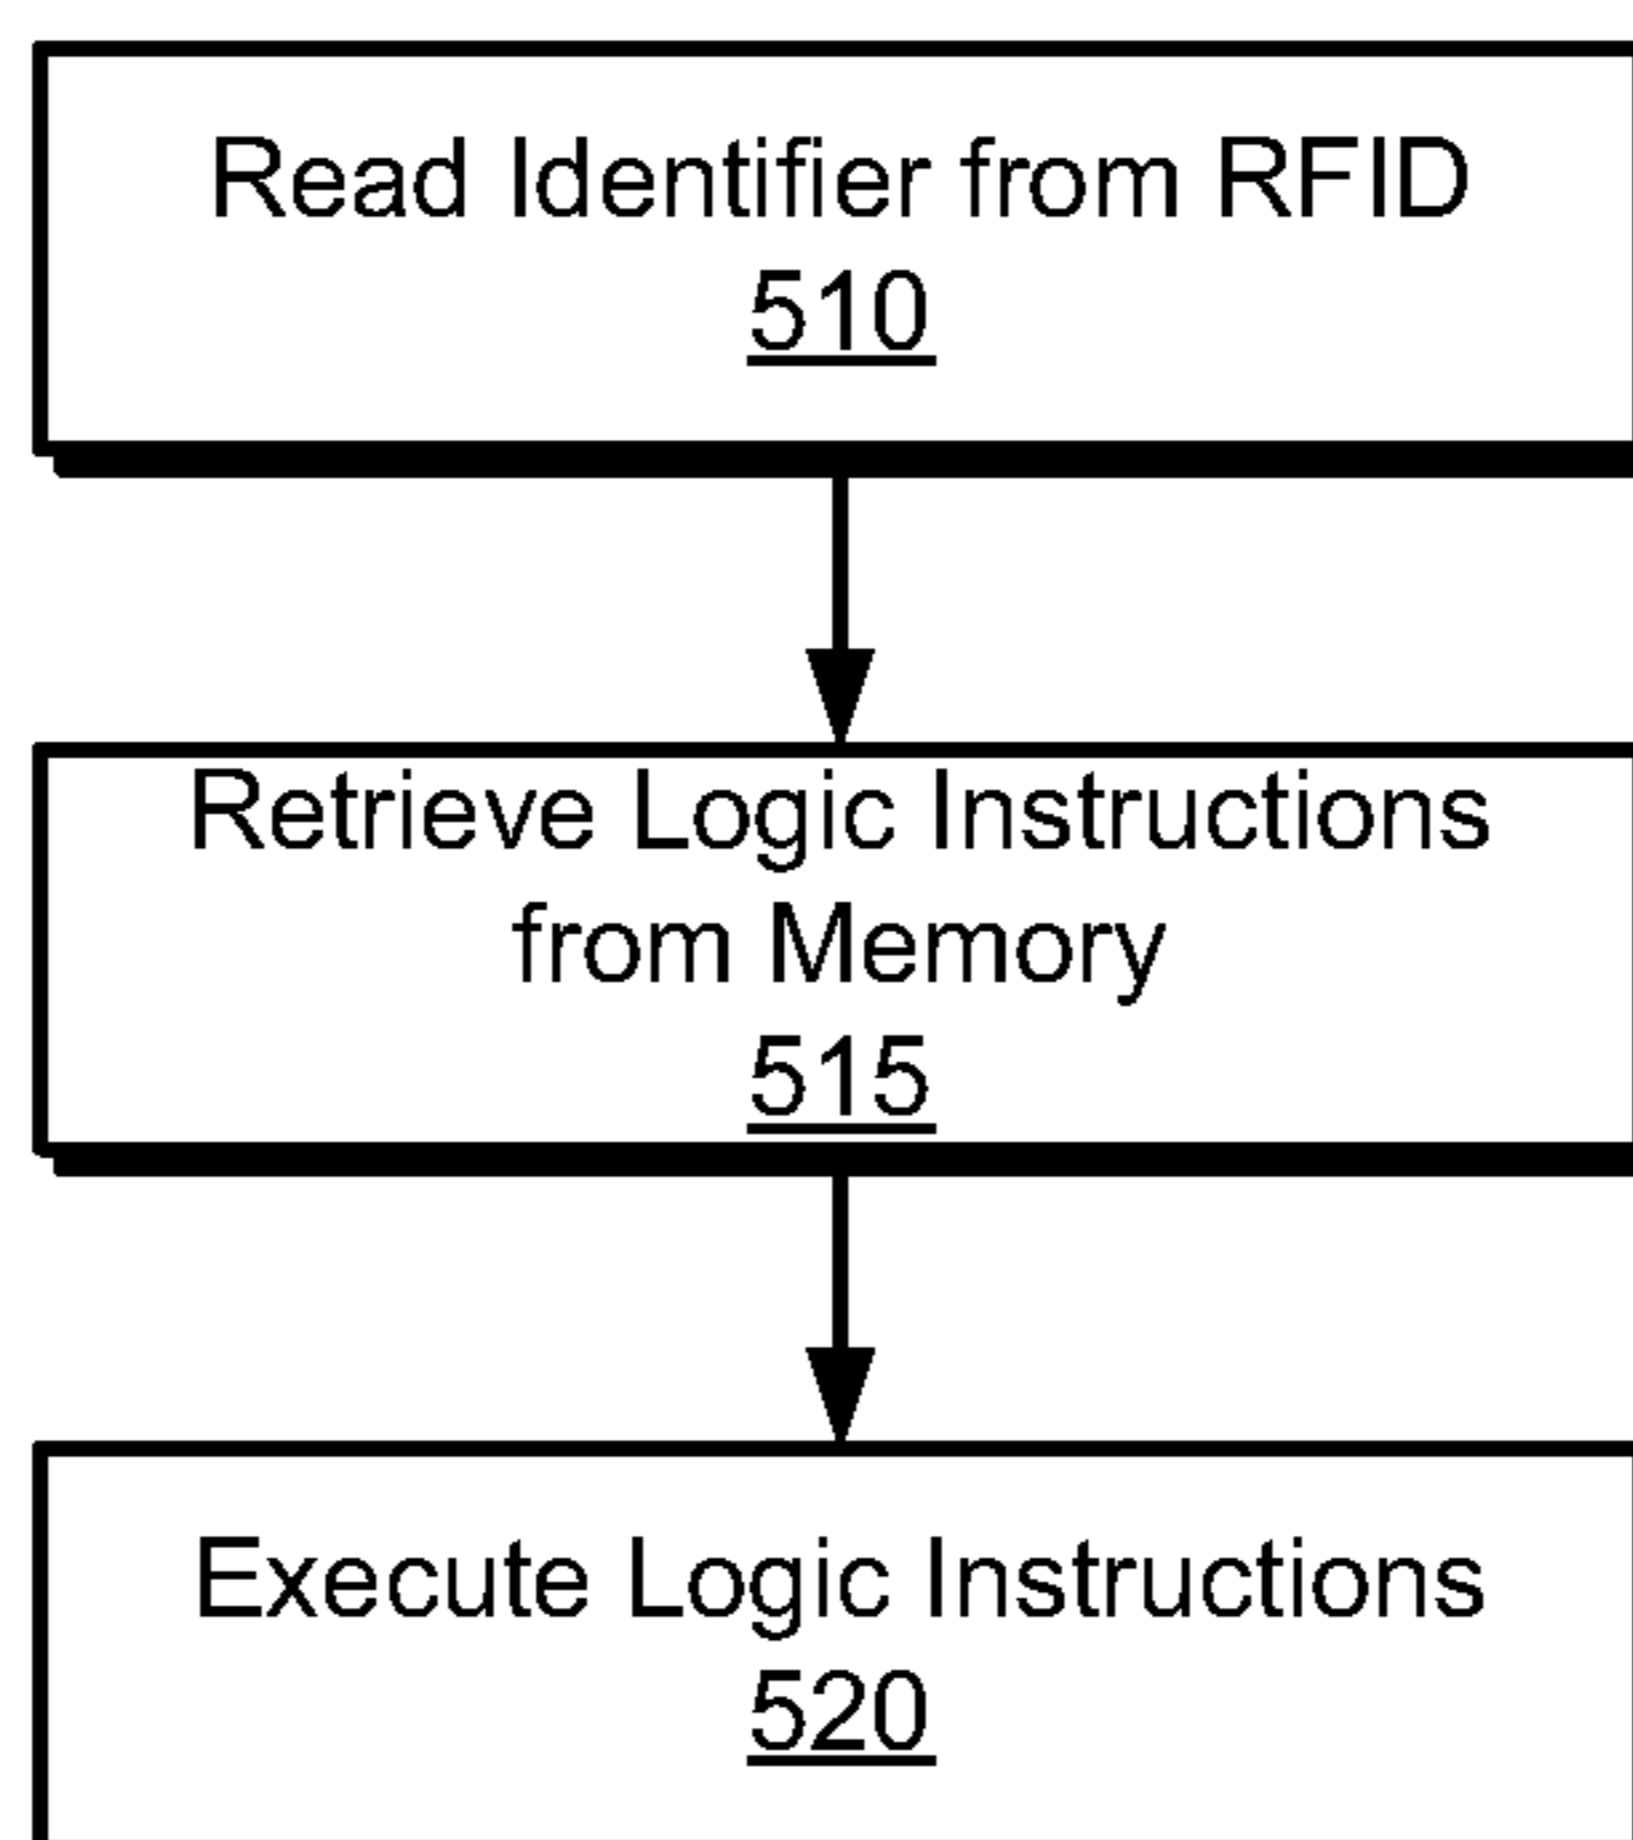 Read Identifier from RFID
510
Retrieve Logic Instructions
from Memory
515
Execute Logic Instructions
520